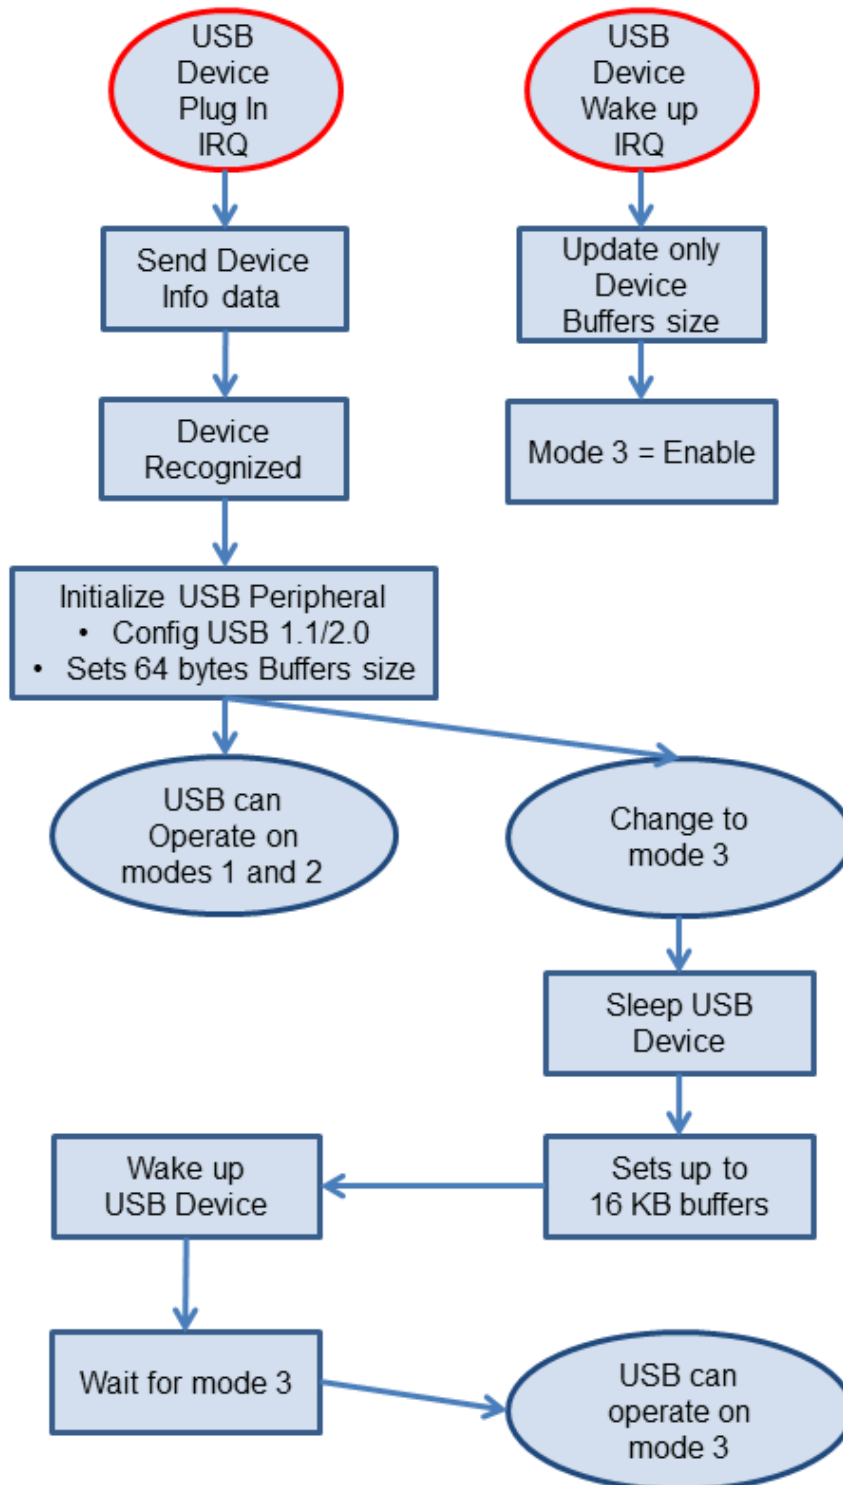 USB
Device
Plug In
IRQ
USB
Device
Wake up
IRQ
Send Device
Info data
Update only
Device
Buffers size
Device
Recognized
Mode 3 = Enable
Initialize USB Peripheral
• Config USB 1.1/2.0
• Sets 64 bytes Buffers size
USB can
Operate on
modes 1 and 2
Change to
mode 3
Sleep USB
Device
Wake up
USB Device
Sets up to
16 KB buffers
Wait for mode 3
USB can
operate on
mode 3